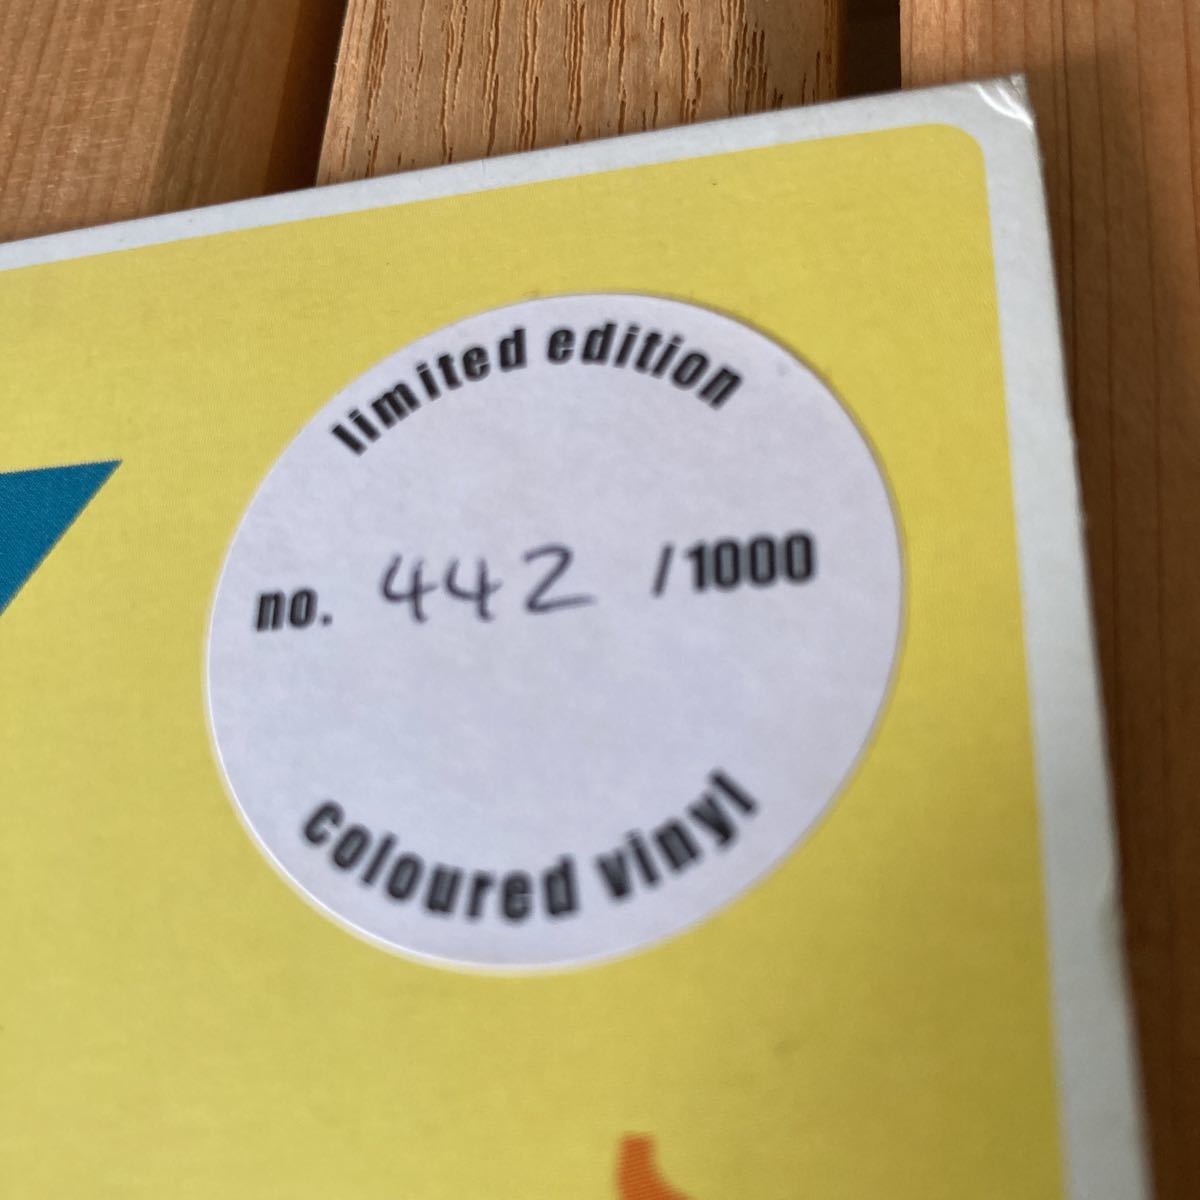 limited edition
no. 442 /1000
coloured vinyl